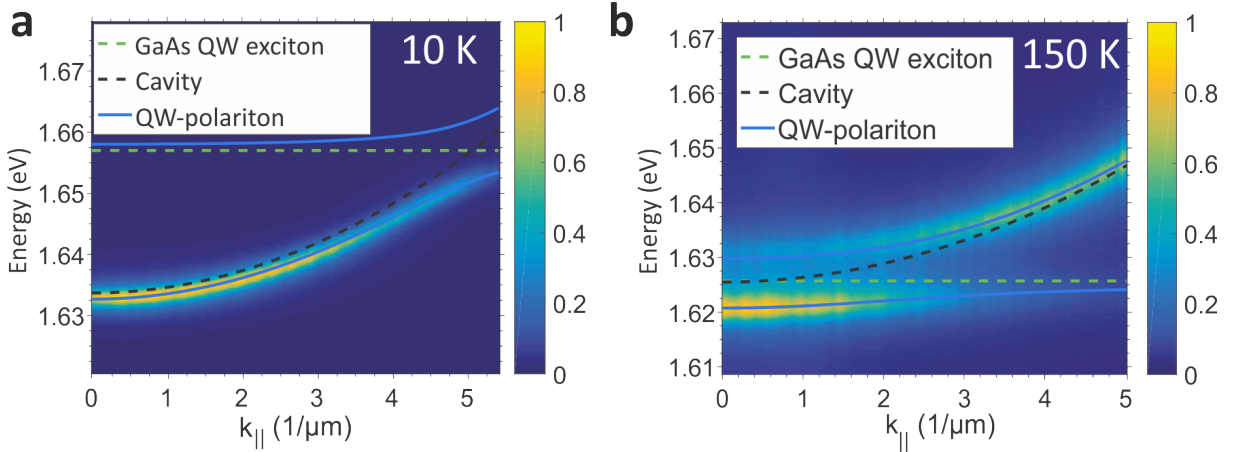 a
GaAs QW exciton
Cavity
QW-polariton
10 K
1.67
1.66
1.65
1.64
1.63
Energy (eV)
0
1
2
3
4
5
k|| (1/µm)
1
0.8
0.6
0.4
0.2
0
b
GaAs QW exciton
Cavity
QW-polariton
150 K
1.67
1.66
1.65
1.64
1.63
1.62
1.61
Energy (eV)
0
1
2
3
4
5
k|| (1/µm)
1
0.8
0.6
0.4
0.2
0